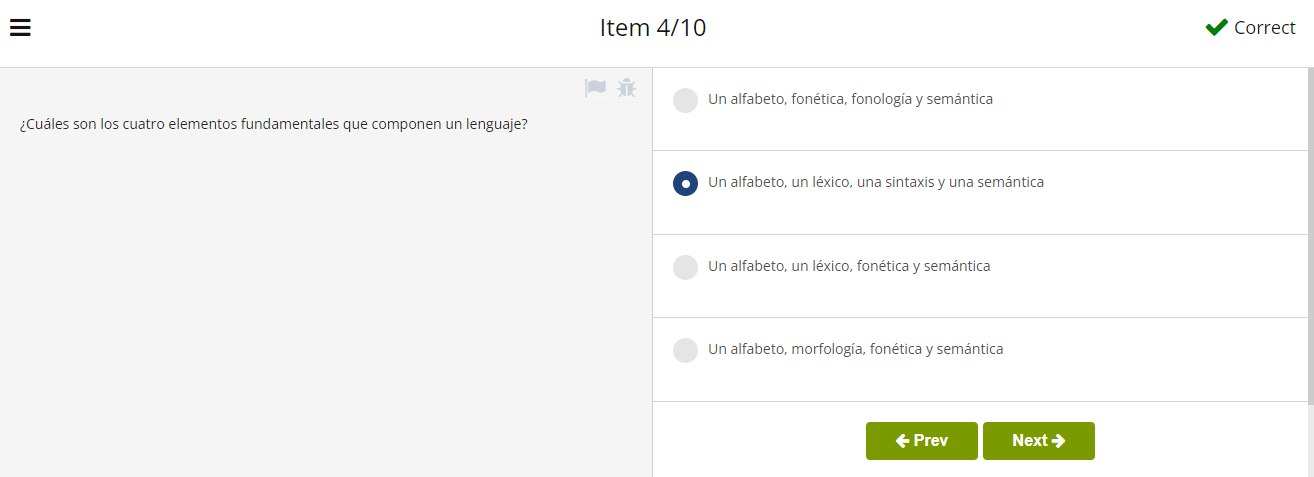 Item 4/10
Correct
¿Cuáles son los cuatro elementos fundamentales que componen un lenguaje?
Un alfabeto, fonética, fonología y semántica
Un alfabeto, un léxico, una sintaxis y una semántica
Un alfabeto, un léxico, fonética y semántica
Un alfabeto, morfología, fonética y semántica
Prev
Next